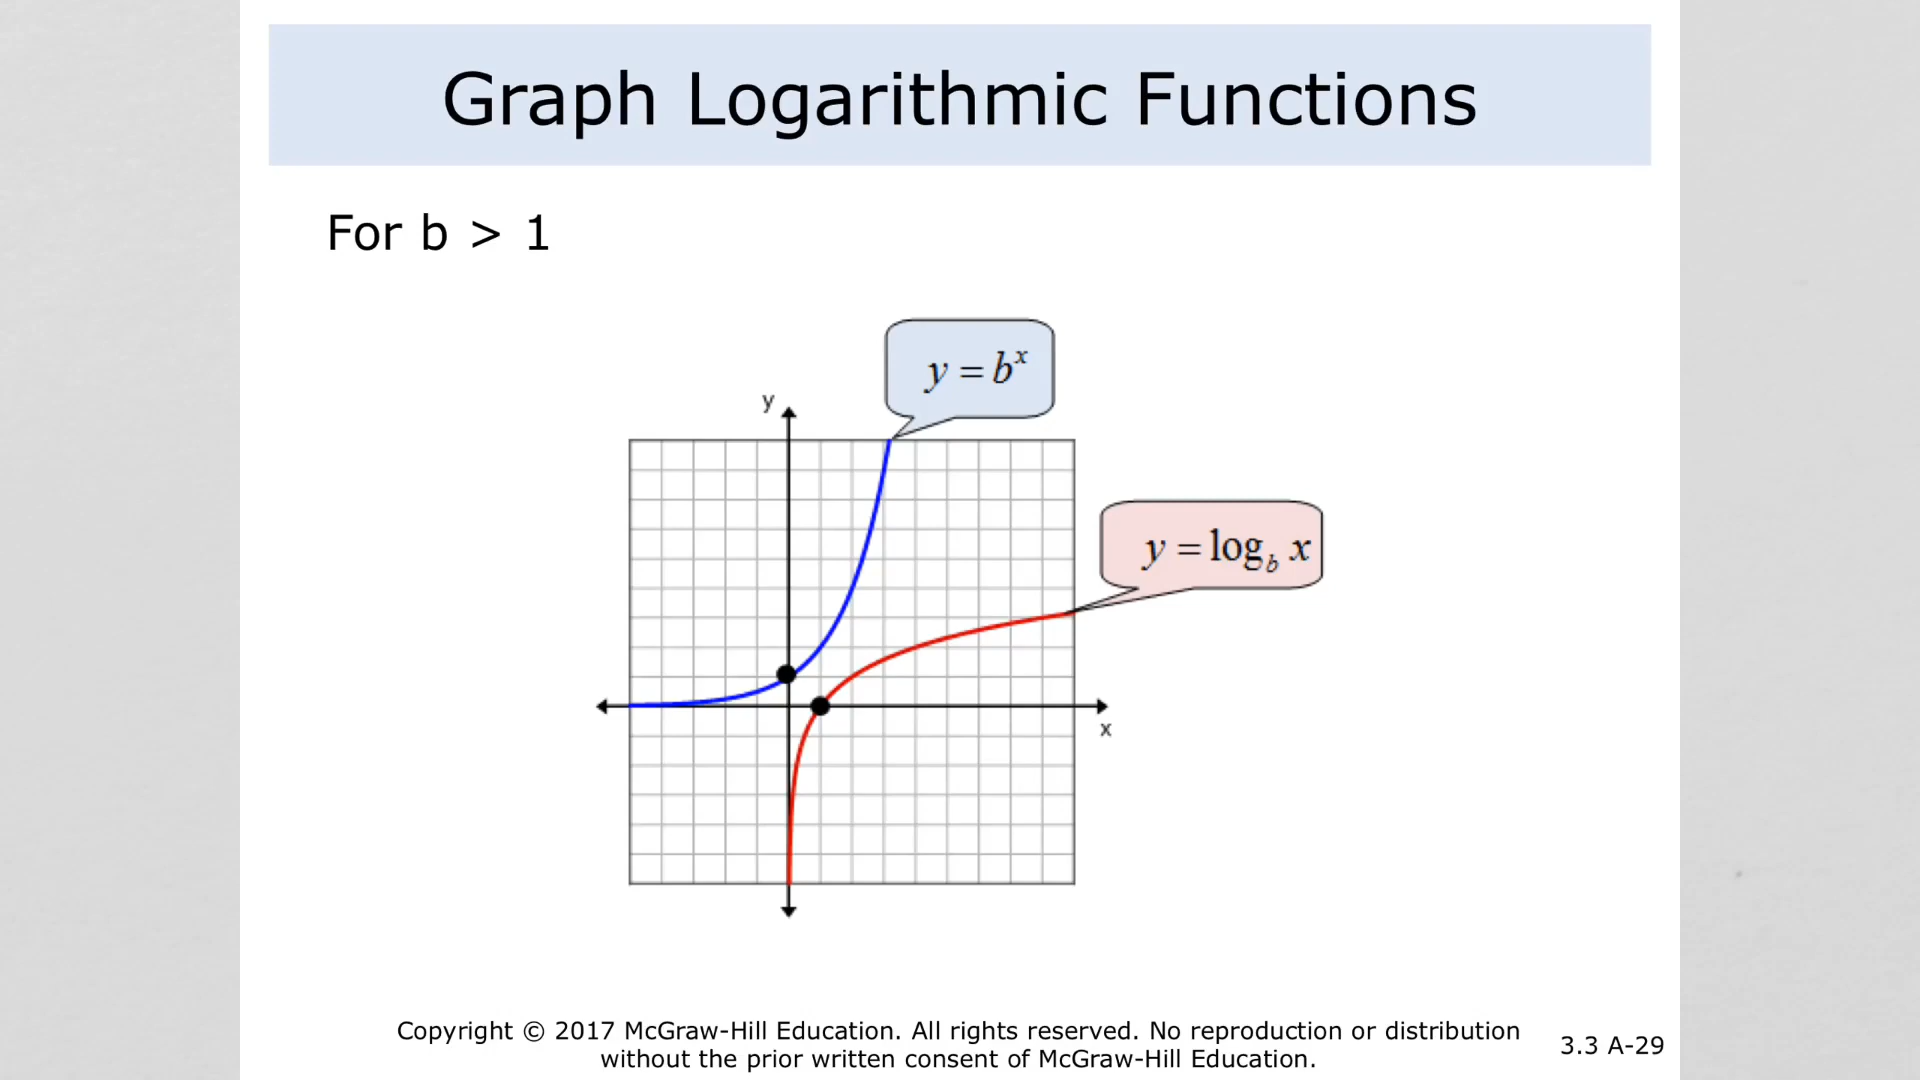 Graph Logarithmic Functions
For b > 1
y = bˣ
y
y = log_b x
x
Copyright © 2017 McGraw-Hill Education. All rights reserved. No reproduction or distribution
without the prior written consent of McGraw-Hill Education.
3.3 A-29